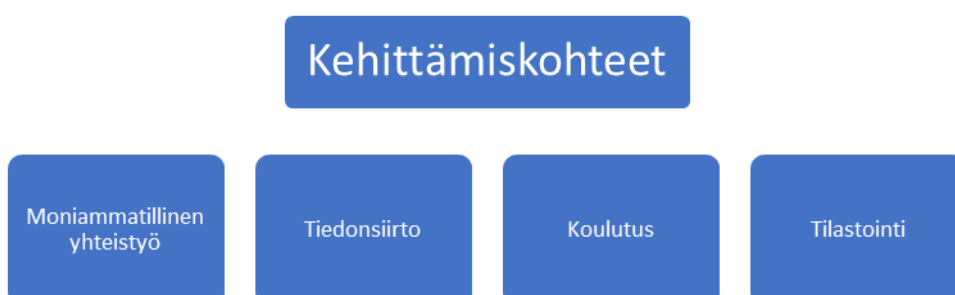 Kehittämiskohteet
Moniammatillinen
yhteistyö
Tiedonsiirto
Koulutus
Tilastointi